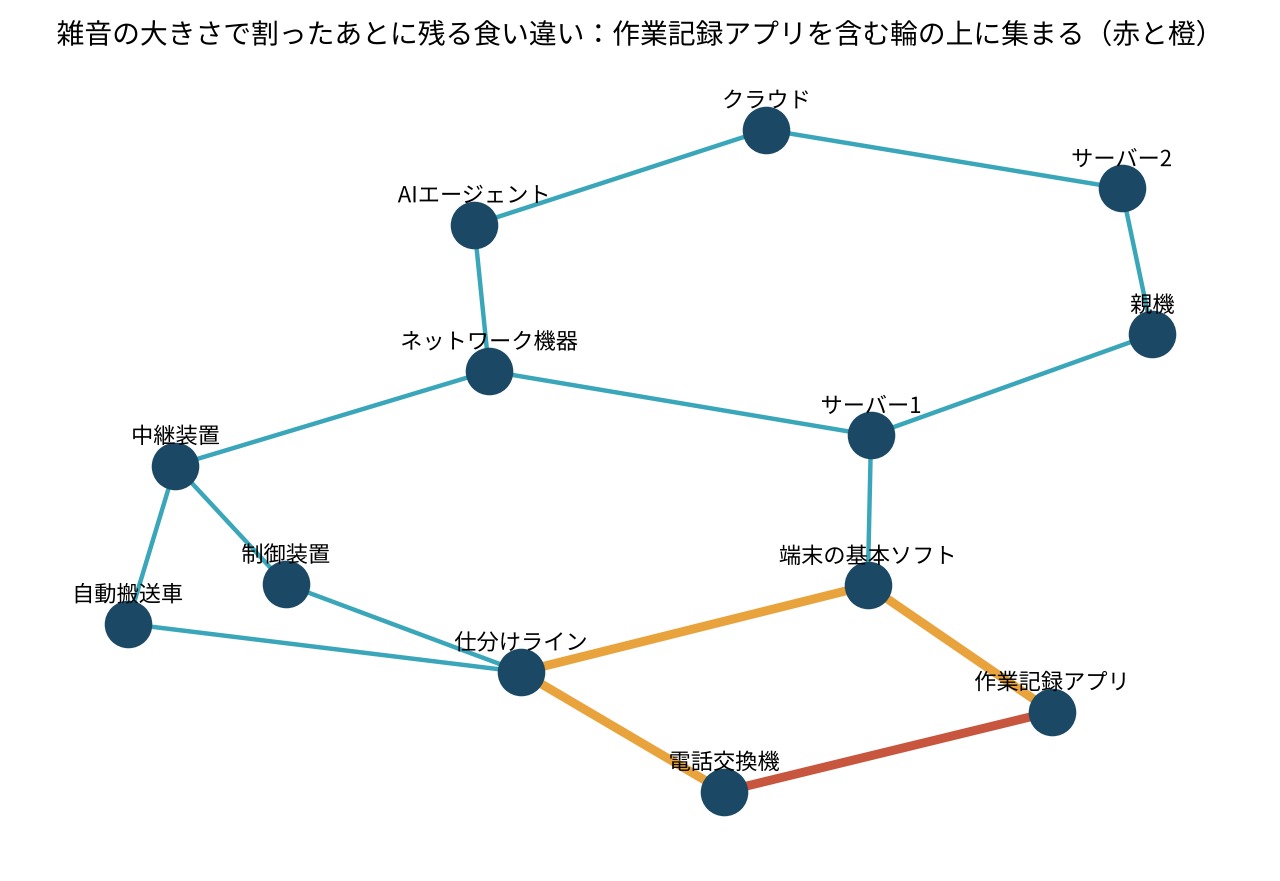 雑音の大きさで割ったあとに残る食い違い：作業記録アプリを含む輪の上に集まる（赤と橙）
クラウド
サーバー2
AIエージェント
親機
ネットワーク機器
サーバー1
中継装置
制御装置
端末の基本ソフト
自動搬送車
仕分けライン
作業記録アプリ
電話交換機